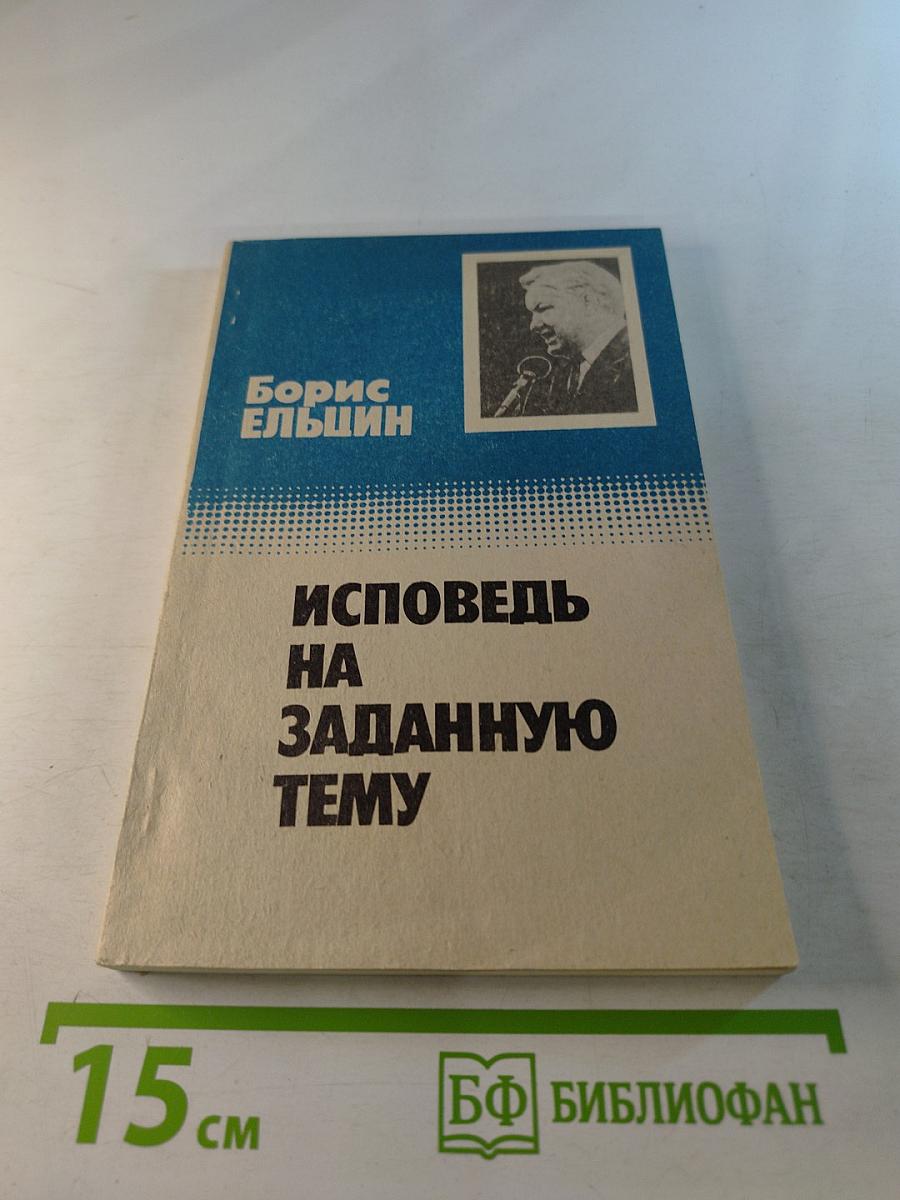 Борис
ЕЛЬЦИН
ИСПОВЕДЬ
НА
ЗАДАННУЮ
ТЕМУ
15 см
БФ БИБЛИОФАН